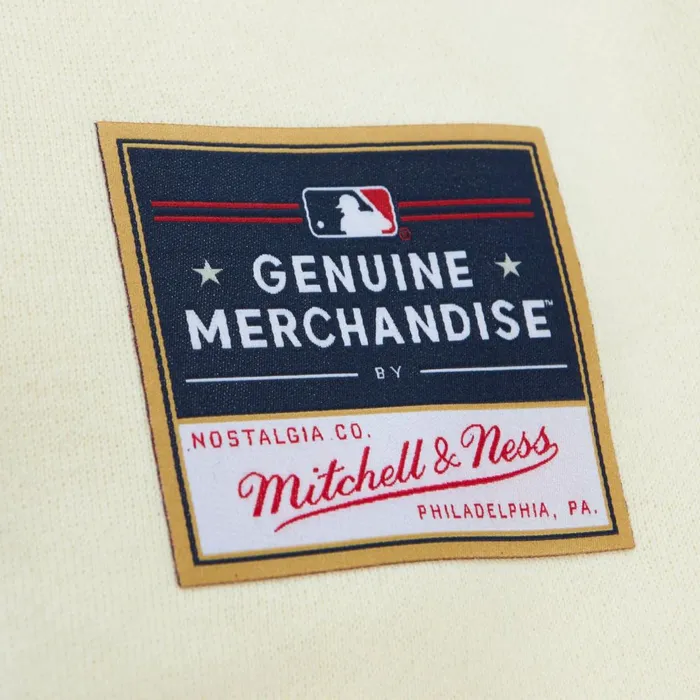 GENUINE
MERCHANDISE™
BY
NOSTALGIA CO.
Mitchell & Ness
PHILADELPHIA, PA.